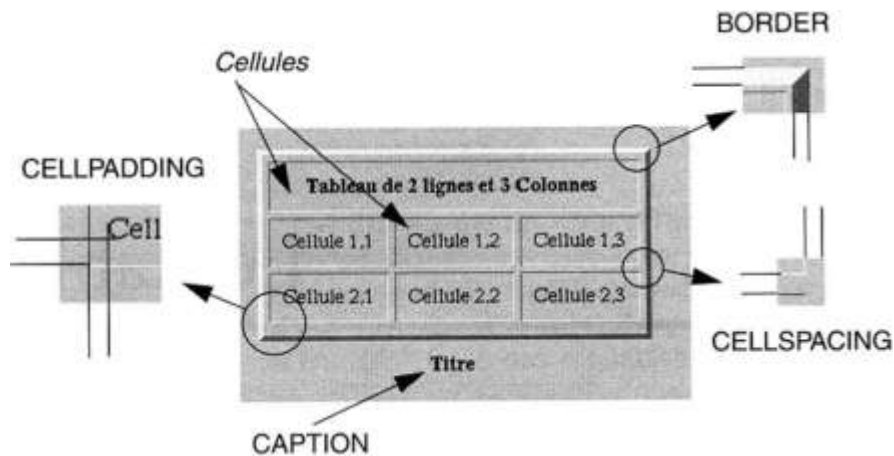 BORDER
Cellules
CELLPADDING
Cell
Tableau de 2 lignes et 3 Colonnes
Cellule 1,1 Cellule 1,2 Cellule 1,3
Cellule 2,1 Cellule 2,2 Cellule 2,3
CELLSPACING
Titre
CAPTION